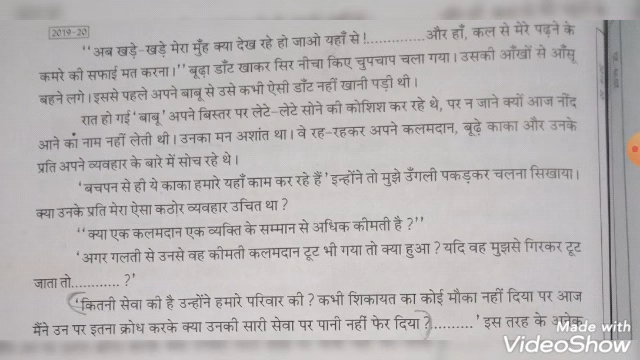 2019-20
“अब खड़े-खड़े मेरा मुँह क्या देख रहे हो जाओ यहाँ से !..............और हाँ, कल से मेरे पढ़ने के
कमरे की सफाई मत करना।” बूढ़ा डाँट खाकर सिर नीचा किए चुपचाप चला गया। उसकी आँखों से आँसू
बहने लगे। इससे पहले अपने बाबू से उसे कभी ऐसी डाँट नहीं खानी पड़ी थी।
रात हो गई ‘बाबू’ अपने बिस्तर पर लेटे-लेटे सोने की कोशिश कर रहे थे, पर न जाने क्यों आज नींद
आने का नाम नहीं लेती थी। उनका मन अशांत था। वे रह-रहकर अपने कलमदान, बूढ़े काका और उनके
प्रति अपने व्यवहार के बारे में सोच रहे थे।
‘बचपन से ही ये काका हमारे यहाँ काम कर रहे हैं’ इन्होंने तो मुझे उँगली पकड़कर चलना सिखाया।
क्या उनके प्रति मेरा ऐसा कठोर व्यवहार उचित था ?
“क्या एक कलमदान एक व्यक्ति के सम्मान से अधिक कीमती है ?”
‘अगर गलती से उनसे वह कीमती कलमदान टूट भी गया तो क्या हुआ ? यदि वह मुझसे गिरकर टूट
जाता तो............ ?’
‘कितनी सेवा की है उन्होंने हमारे परिवार की ? कभी शिकायत का कोई मौका नहीं दिया पर आज
मैंने उन पर इतना क्रोध करके क्या उनकी सारी सेवा पर पानी नहीं फेर दिया ?.........’ इस तरह के अनेक
Made with
VideoShow